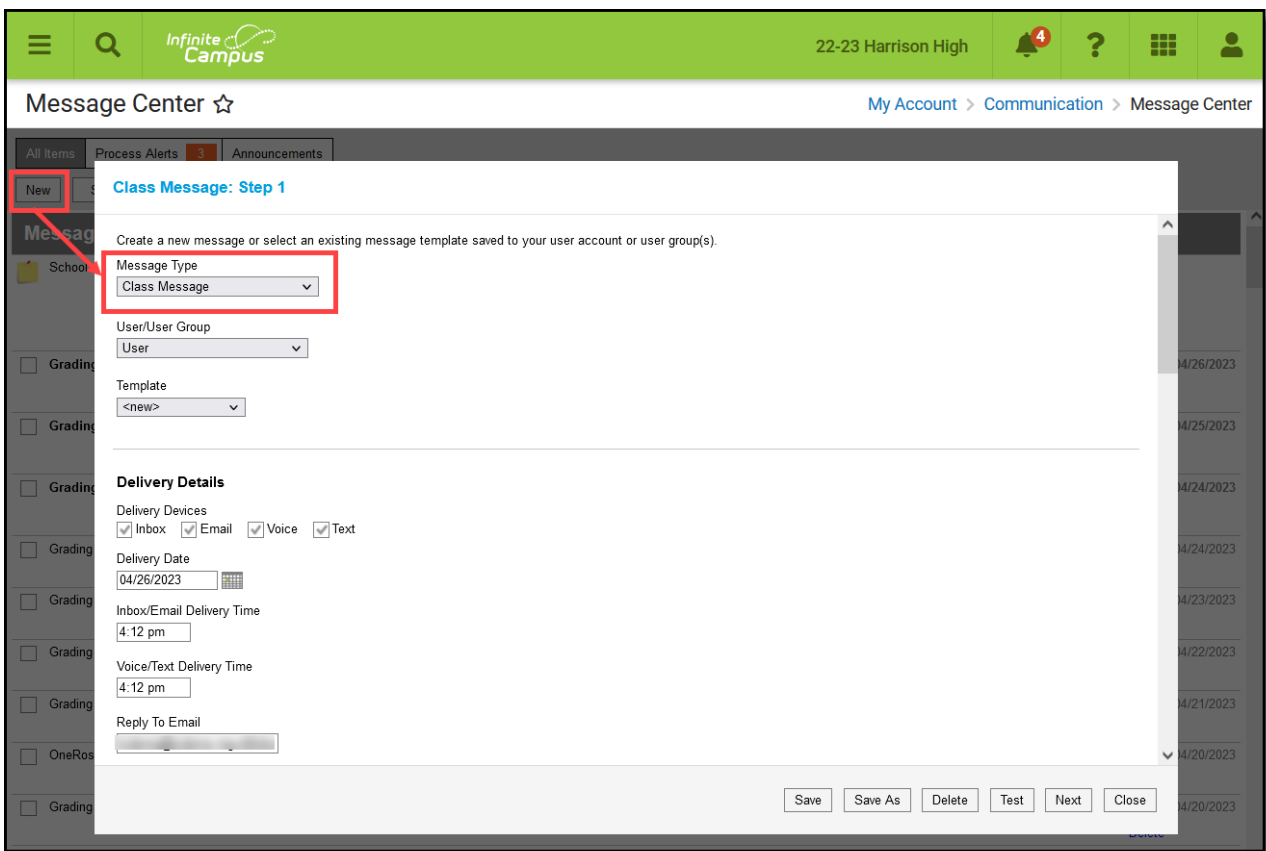 Infinite Campus
22-23 Harrison High
4
?
Message Center
My Account > Communication > Message Center
All Items Process Alerts 3 Announcements
New S
Class Message: Step 1
Messag
Create a new message or select an existing message template saved to your user account or user group(s).
School
Message Type
Class Message
User/User Group
User
Grading
04/26/2023
Template
<new>
Grading
04/25/2023
Delivery Details
Grading
04/24/2023
Delivery Devices
Inbox Email Voice Text
Grading
04/24/2023
Delivery Date
04/26/2023
Grading
04/23/2023
Inbox/Email Delivery Time
4:12 pm
Grading
04/22/2023
Voice/Text Delivery Time
4:12 pm
Grading
04/21/2023
Reply To Email
OneRos
04/20/2023
Save Save As Delete Test Next Close
Grading
04/20/2023
Delete